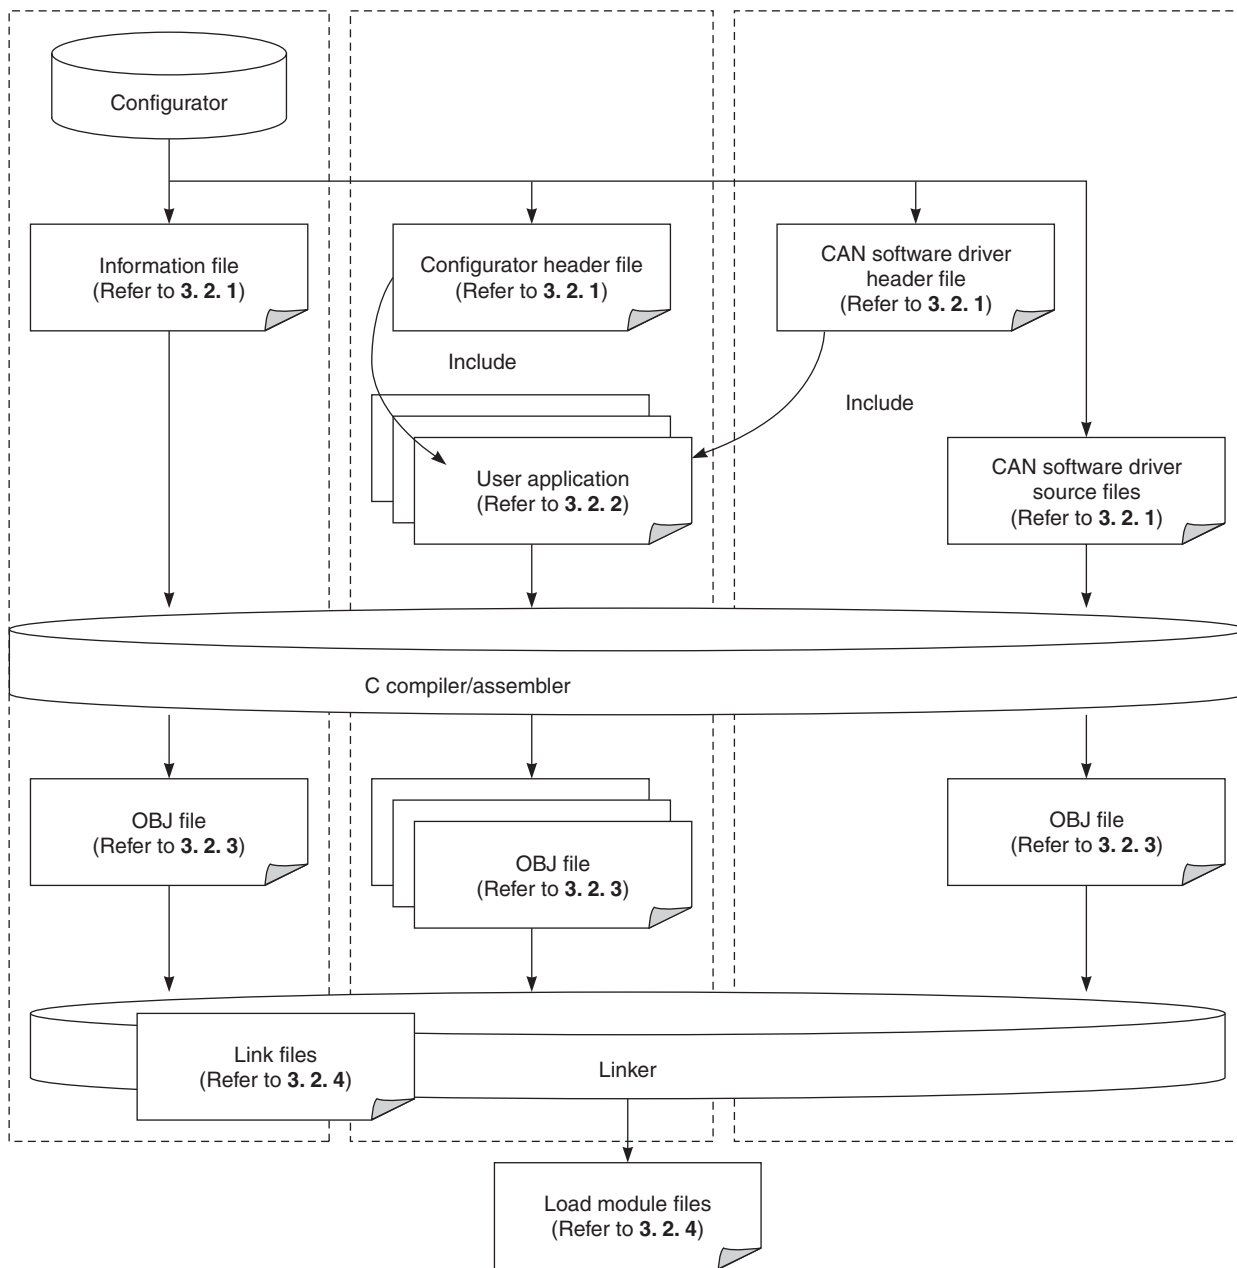 Configurator
Information file
(Refer to 3. 2. 1)
Configurator header file
(Refer to 3. 2. 1)
CAN software driver
header file
(Refer to 3. 2. 1)
Include
Include
User application
(Refer to 3. 2. 2)
CAN software driver
source files
(Refer to 3. 2. 1)
C compiler/assembler
OBJ file
(Refer to 3. 2. 3)
OBJ file
(Refer to 3. 2. 3)
OBJ file
(Refer to 3. 2. 3)
Link files
(Refer to 3. 2. 4)
Linker
Load module files
(Refer to 3. 2. 4)